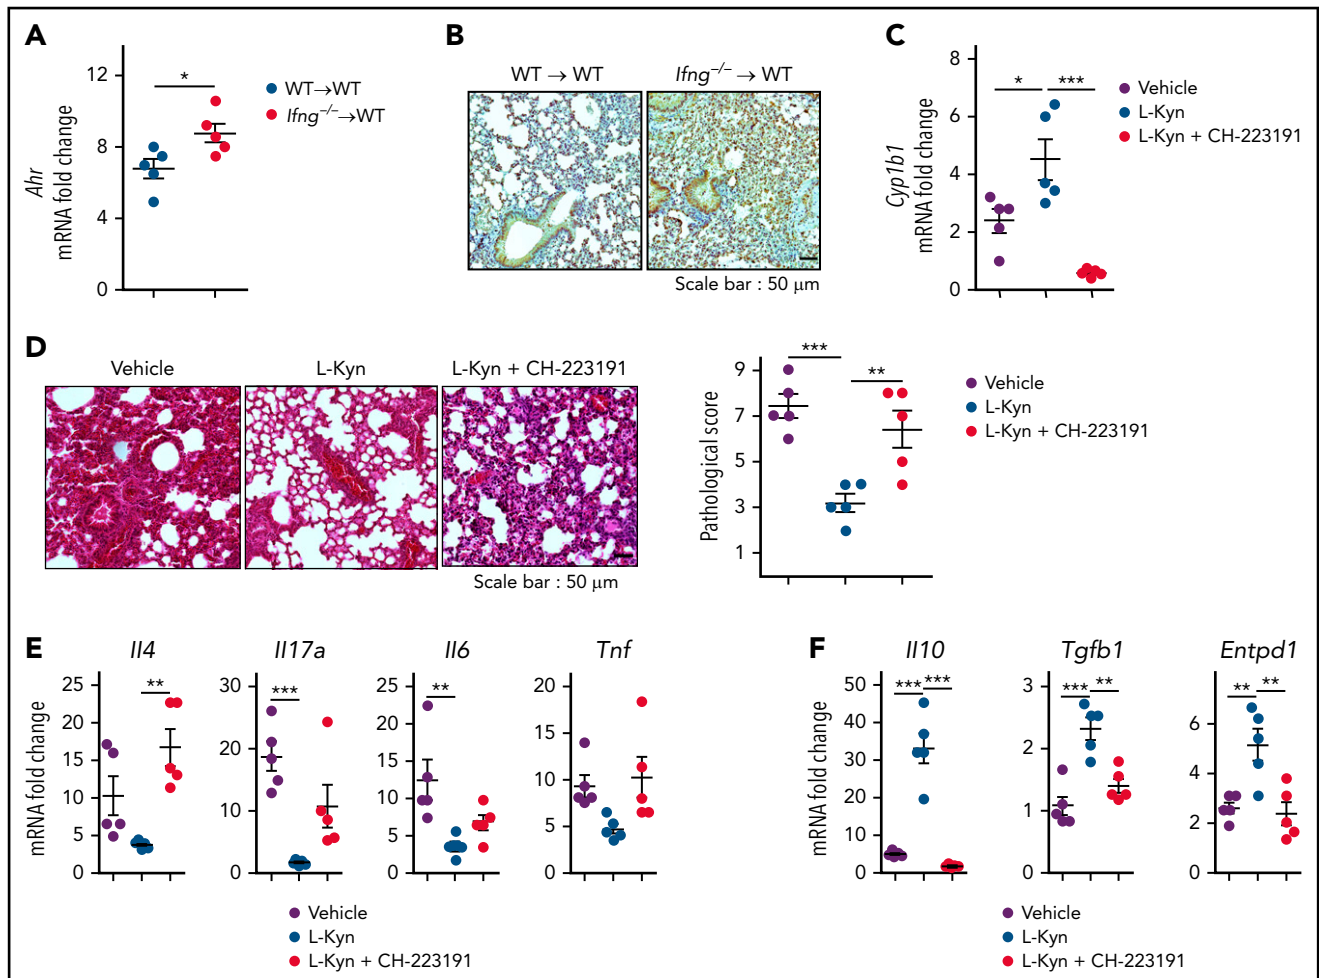 A
Ahr
mRNA fold change
12
8
4
0
*
WT→WT
Ifng–/–→WT
B
WT → WT
Ifng–/– → WT
Scale bar : 50 μm
C
Cyp1b1
mRNA fold change
8
6
4
2
0
*
***
Vehicle
L-Kyn
L-Kyn + CH-223191
D
Vehicle
L-Kyn
L-Kyn + CH-223191
Scale bar : 50 μm
Pathological score
9
7
5
3
1
***
**
Vehicle
L-Kyn
L-Kyn + CH-223191
E
mRNA fold change
Il4
25
20
15
10
5
0
**
Il17a
30
20
10
0
***
Il6
25
20
15
10
5
0
**
Tnf
20
15
10
5
0
Vehicle
L-Kyn
L-Kyn + CH-223191
F
mRNA fold change
Il10
50
40
30
20
10
0
***
***
Tgfb1
3
2
1
0
***
**
Entpd1
6
4
2
0
**
**
Vehicle
L-Kyn
L-Kyn + CH-223191